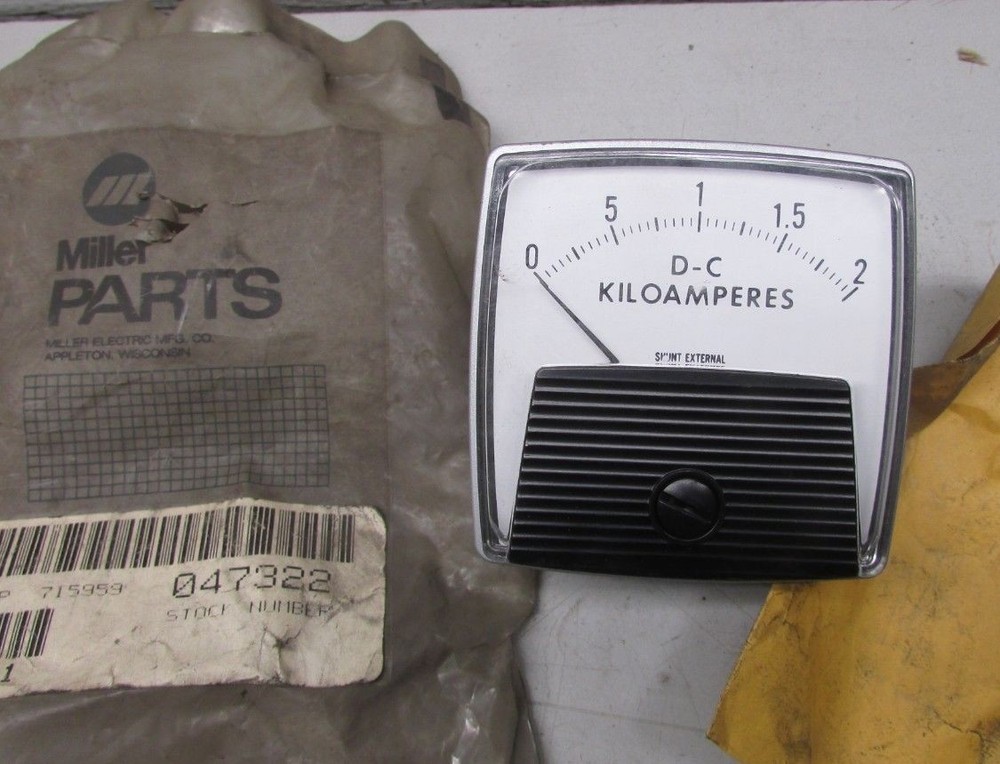 Miller
PARTS
MILLER ELECTRIC MFG. CO.
APPLETON, WISCONSIN
P 715959 047322
STOCK NUMBER
1
0 5 1 1.5 2
D-C
KILOAMPERES
SHUNT EXTERNAL